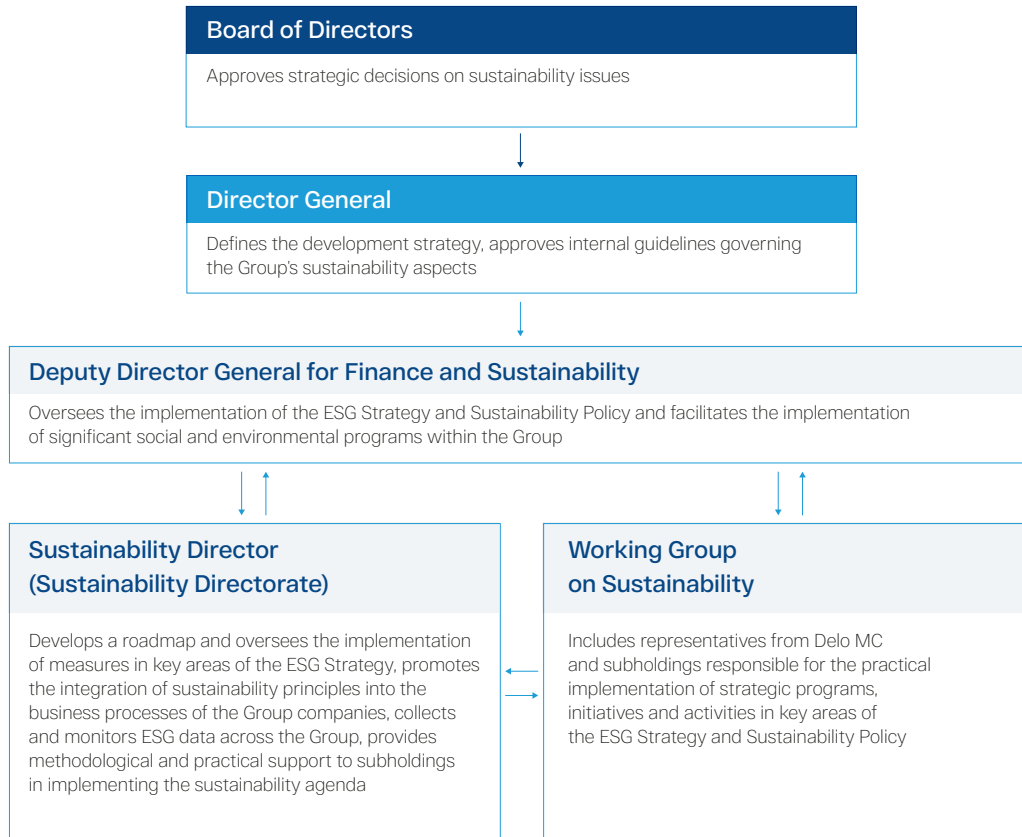 Board of Directors
Approves strategic decisions on sustainability issues
Director General
Defines the development strategy, approves internal guidelines governing
the Group's sustainability aspects
Deputy Director General for Finance and Sustainability
Oversees the implementation of the ESG Strategy and Sustainability Policy and facilitates the implementation
of significant social and environmental programs within the Group
Sustainability Director
(Sustainability Directorate)
Develops a roadmap and oversees the implementation
of measures in key areas of the ESG Strategy, promotes
the integration of sustainability principles into the
business processes of the Group companies, collects
and monitors ESG data across the Group, provides
methodological and practical support to subholdings
in implementing the sustainability agenda
Working Group
on Sustainability
Includes representatives from Delo MC
and subholdings responsible for the practical
implementation of strategic programs,
initiatives and activities in key areas of
the ESG Strategy and Sustainability Policy